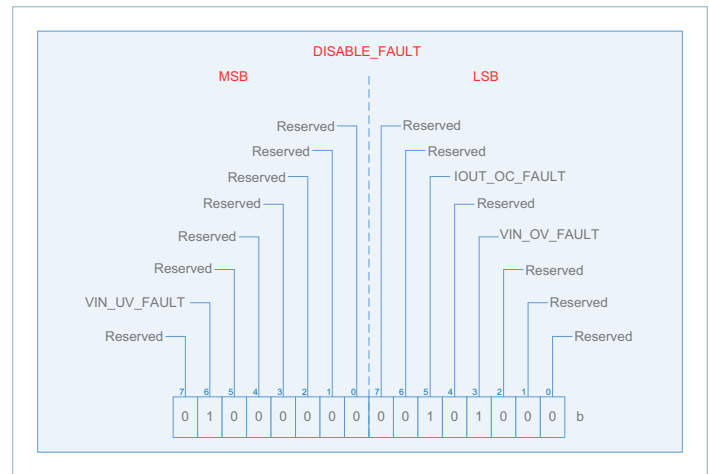 DISABLE_FAULT
MSB LSB
Reserved Reserved
Reserved Reserved
Reserved IOUT_OC_FAULT
Reserved Reserved
Reserved VIN_OV_FAULT
Reserved Reserved
VIN_UV_FAULT Reserved
Reserved Reserved
7 6 5 4 3 2 1 0 7 6 5 4 3 2 1 0
0 1 0 0 0 0 0 0 0 0 1 0 1 0 0 0 b